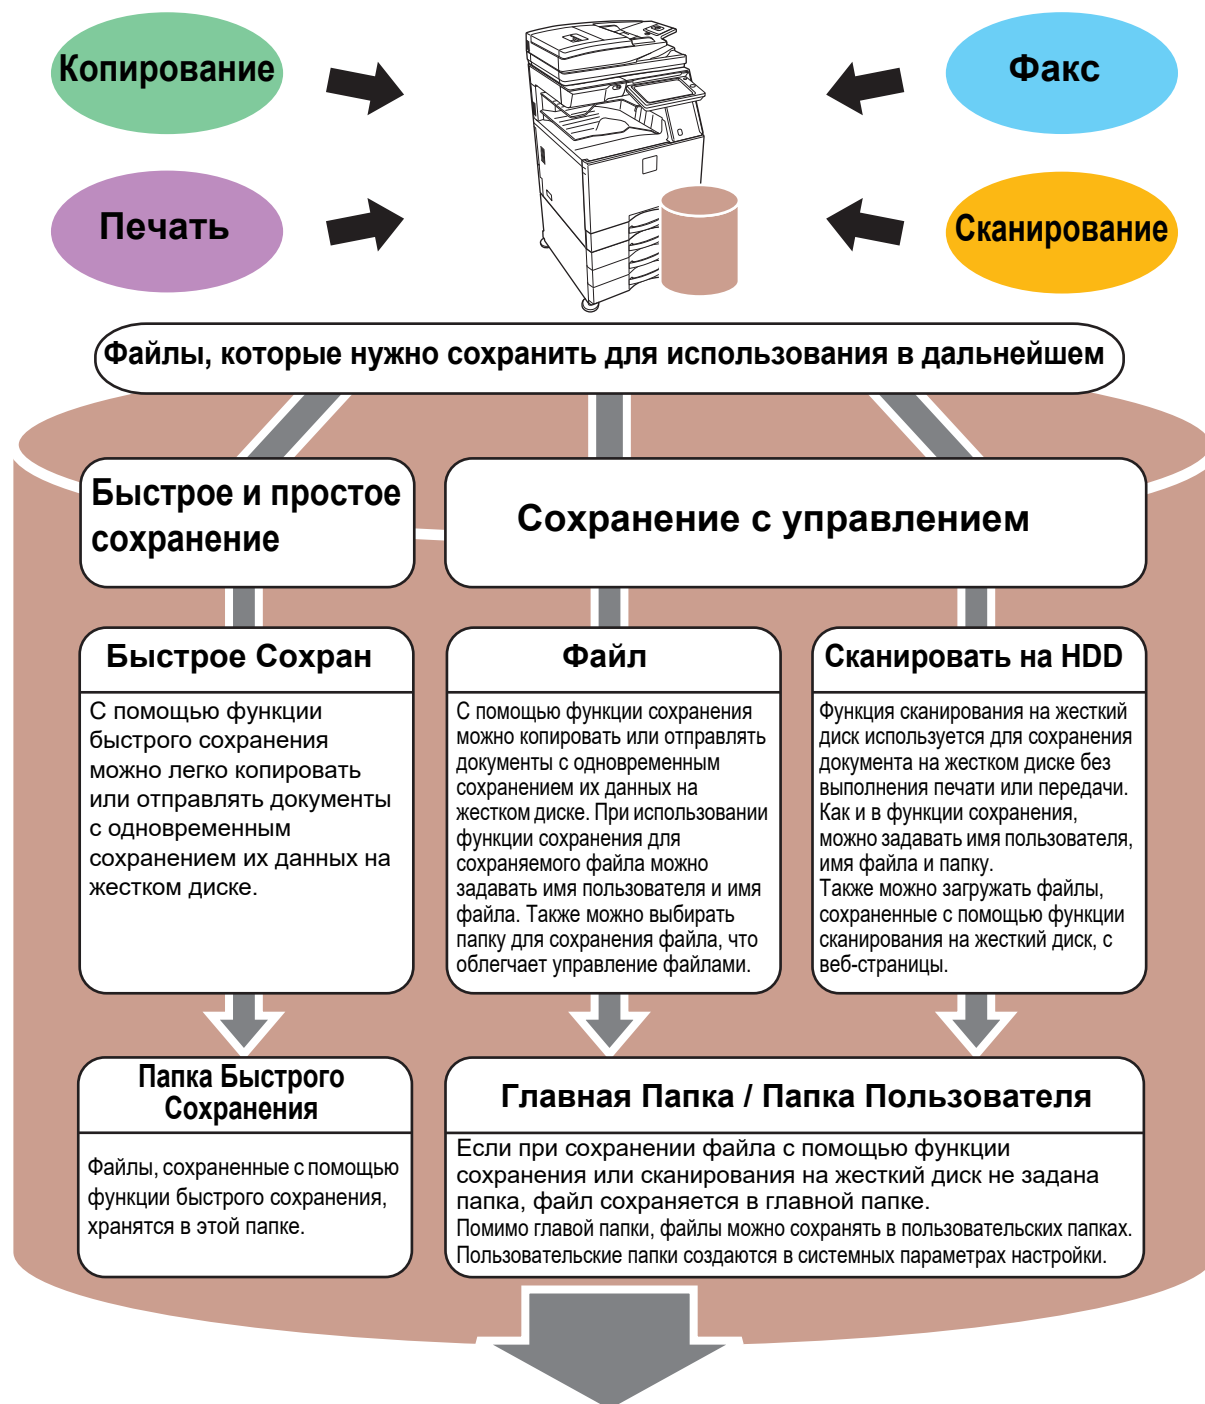 Копирование
Факс
Печать
Сканирование
Файлы, которые нужно сохранить для использования в дальнейшем
Быстрое и простое
сохранение
Сохранение с управлением
Быстрое Сохран
С помощью функции
быстрого сохранения
можно легко копировать
или отправлять документы
с одновременным
сохранением их данных на
жестком диске.
Файл
С помощью функции сохранения
можно копировать или отправлять
документы с одновременным
сохранением их данных на
жестком диске. При использовании
функции сохранения для
сохраняемого файла можно
задавать имя пользователя и имя
файла. Также можно выбирать
папку для сохранения файла, что
облегчает управление файлами.
Сканировать на HDD
Функция сканирования на жесткий
диск используется для сохранения
документа на жестком диске без
выполнения печати или передачи.
Как и в функции сохранения,
можно задавать имя пользователя,
имя файла и папку.
Также можно загружать файлы,
сохраненные с помощью функции
сканирования на жесткий диск, с
веб-страницы.
Папка Быстрого
Сохранения
Файлы, сохраненные с помощью
функции быстрого сохранения,
хранятся в этой папке.
Главная Папка / Папка Пользователя
Если при сохранении файла с помощью функции
сохранения или сканирования на жесткий диск не задана
папка, файл сохраняется в главной папке.
Помимо главой папки, файлы можно сохранять в пользовательских папках.
Пользовательские папки создаются в системных параметрах настройки.